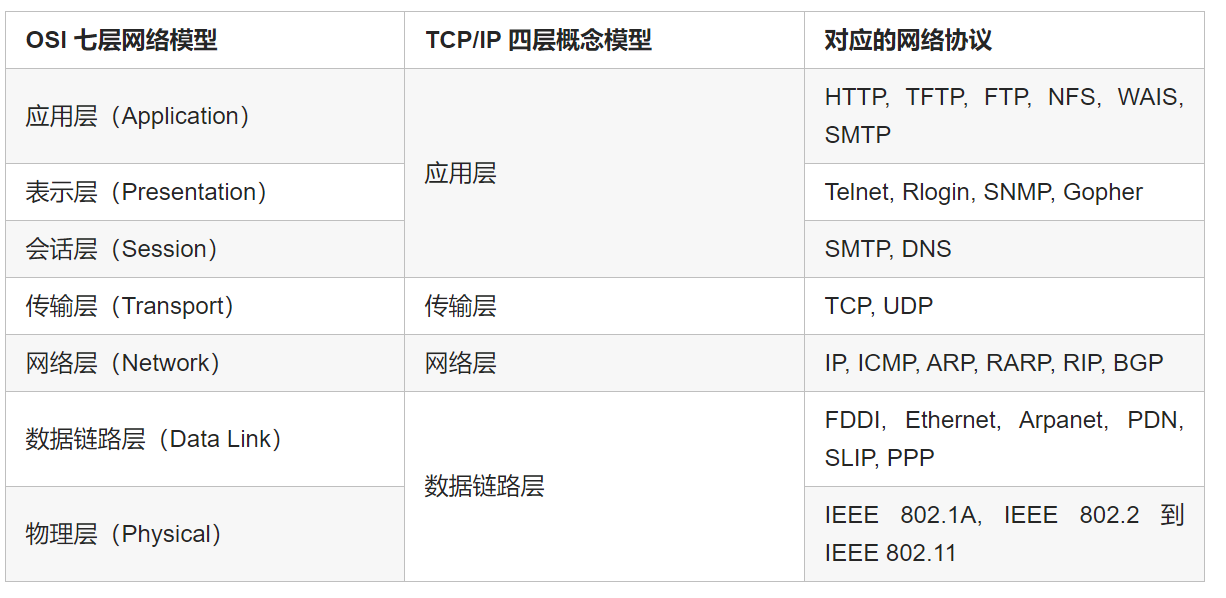 OSI 七层网络模型
TCP/IP 四层概念模型
对应的网络协议
应用层（Application）
应用层
HTTP, TFTP, FTP, NFS, WAIS,
SMTP
表示层（Presentation）
Telnet, Rlogin, SNMP, Gopher
会话层（Session）
SMTP, DNS
传输层（Transport）
传输层
TCP, UDP
网络层（Network）
网络层
IP, ICMP, ARP, RARP, RIP, BGP
数据链路层（Data Link）
数据链路层
FDDI, Ethernet, Arpanet, PDN,
SLIP, PPP
物理层（Physical）
IEEE 802.1A, IEEE 802.2 到
IEEE 802.11